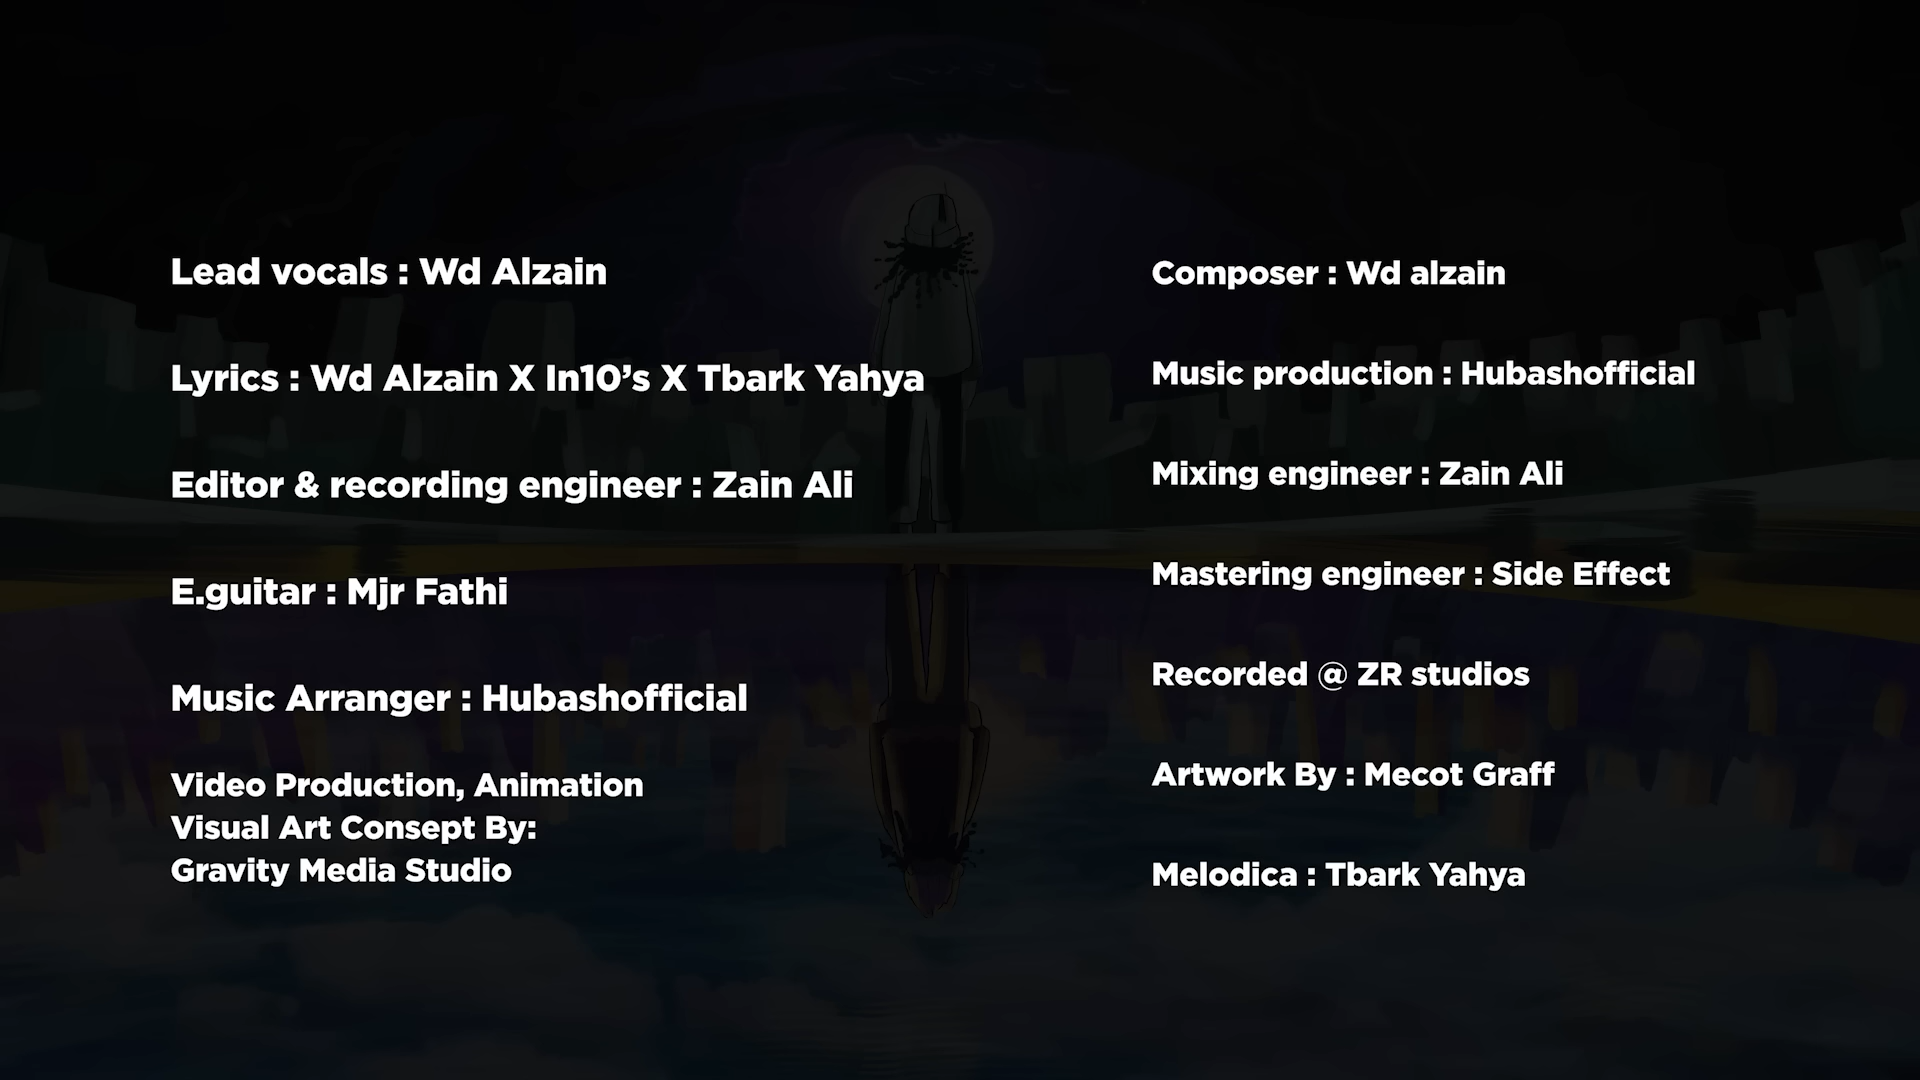 Lead vocals : Wd Alzain
Lyrics : Wd Alzain X In10’s X Tbark Yahya
Editor & recording engineer : Zain Ali
E.guitar : Mjr Fathi
Music Arranger : Hubashofficial
Video Production, Animation
Visual Art Consept By:
Gravity Media Studio
Composer : Wd alzain
Music production : Hubashofficial
Mixing engineer : Zain Ali
Mastering engineer : Side Effect
Recorded @ ZR studios
Artwork By : Mecot Graff
Melodica : Tbark Yahya